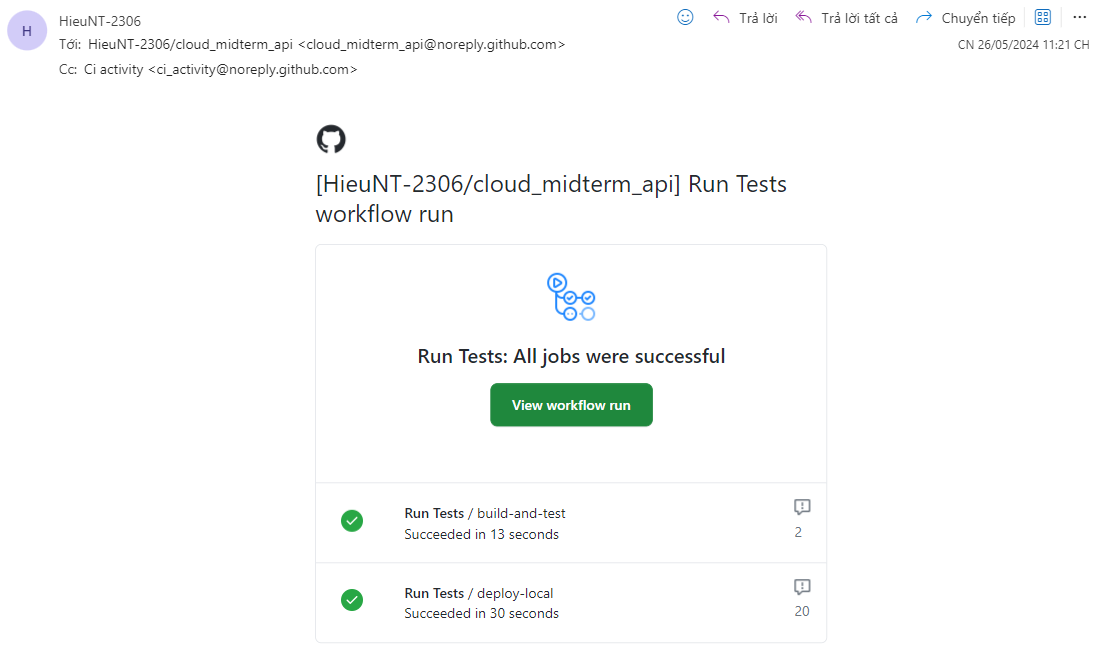 H
HieuNT-2306
Trả lời
Trả lời tất cả
Chuyển tiếp
Tới: HieuNT-2306/cloud_midterm_api <cloud_midterm_api@noreply.github.com>
CN 26/05/2024 11:21 CH
Cc: Ci activity <ci_activity@noreply.github.com>
[HieuNT-2306/cloud_midterm_api] Run Tests
workflow run
Run Tests: All jobs were successful
View workflow run
Run Tests / build-and-test
Succeeded in 13 seconds
2
Run Tests / deploy-local
Succeeded in 30 seconds
20